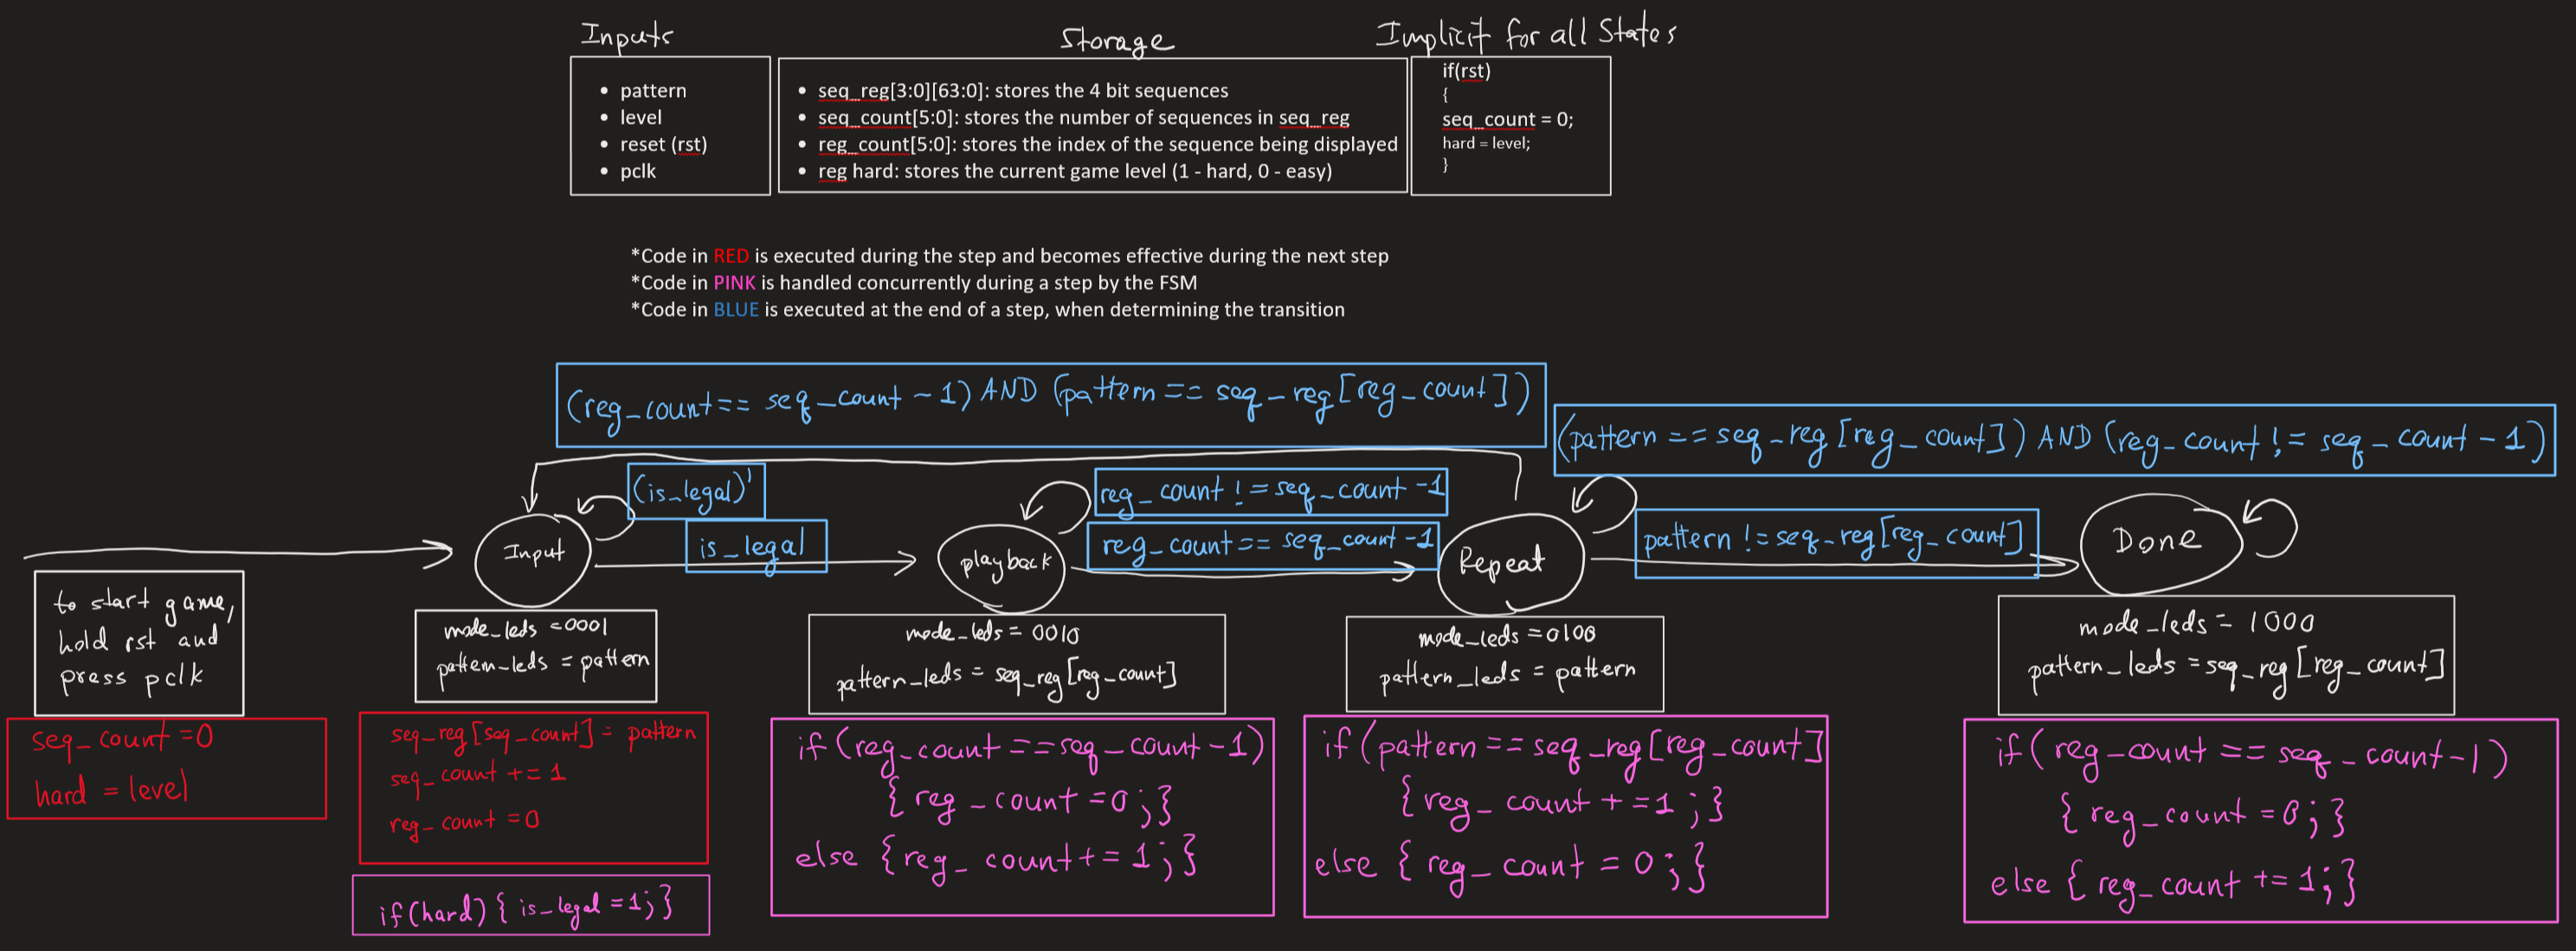 Inputs
• pattern
• level
• reset (rst)
• pclk
Storage
• seq_reg[3:0][63:0]: stores the 4 bit sequences
• seq_count[5:0]: stores the number of sequences in seq_reg
• reg_count[5:0]: stores the index of the sequence being displayed
• reg hard: stores the current game level (1 - hard, 0 - easy)
Implicit for all States
if(rst)
{
seq_count = 0;
hard = level;
}
*Code in RED is executed during the step and becomes effective during the next step
*Code in PINK is handled concurrently during a step by the FSM
*Code in BLUE is executed at the end of a step, when determining the transition
(reg_count== seq_count -1) AND (pattern == seq_reg[reg_count])
(pattern == seq_reg[reg_count]) AND (reg_count != seq_count -1)
(is_legal)'
is_legal
reg_count != seq_count -1
reg_count== seq_count -1
pattern != seq_reg[reg_count]
Input
playback
Repeat
Done
to start game,
hold rst and
press pclk
seq_count =0
hard = level
mode_leds =0001
pattern_leds = pattern
seq_reg[seq_count]= pattern
seq_count += 1
reg_count =0
if(hard) { is_legal =1; }
mode_leds= 0010
pattern_leds = seq_reg[reg_count]
if(reg_count ==seq_count-1)
{ reg_count =0;}
else {reg_count+= 1;}
mode_leds =0100
pattern_leds = pattern
if(pattern ==seq_reg[reg_count]
{reg_count +=1;}
else { reg_count = 0;}
mode_leds = 1000
pattern_leds =seq_reg[reg_count]
if( reg_count == seq_count-1)
{ reg_count =0;}
else { reg_count += 1;}